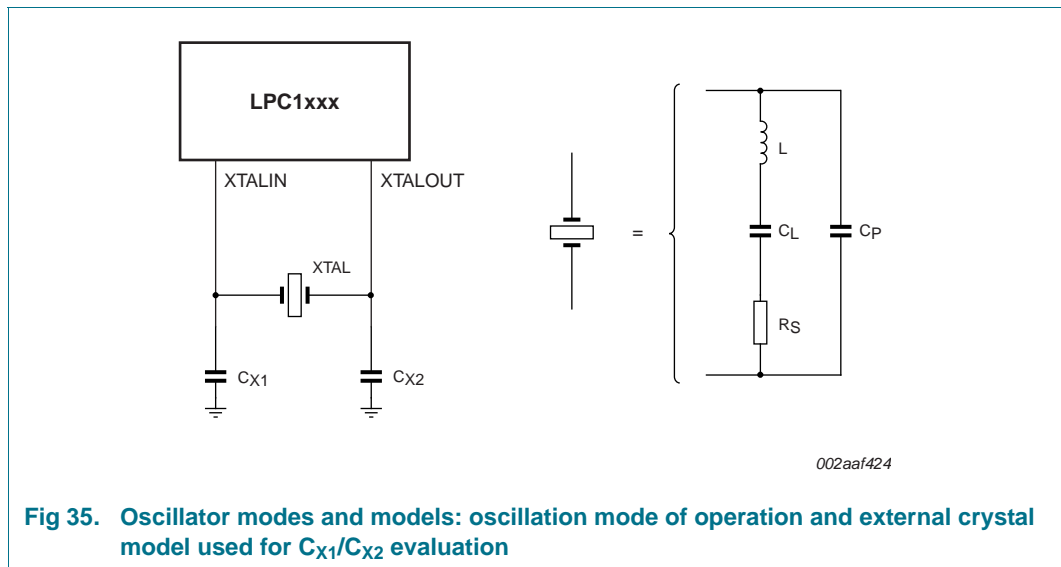 LPC1xxx
XTALIN
XTALOUT
XTAL
CX1
CX2
=
L
CL
CP
RS
002aaf424
Fig 35. Oscillator modes and models: oscillation mode of operation and external crystal
model used for CX1/CX2 evaluation